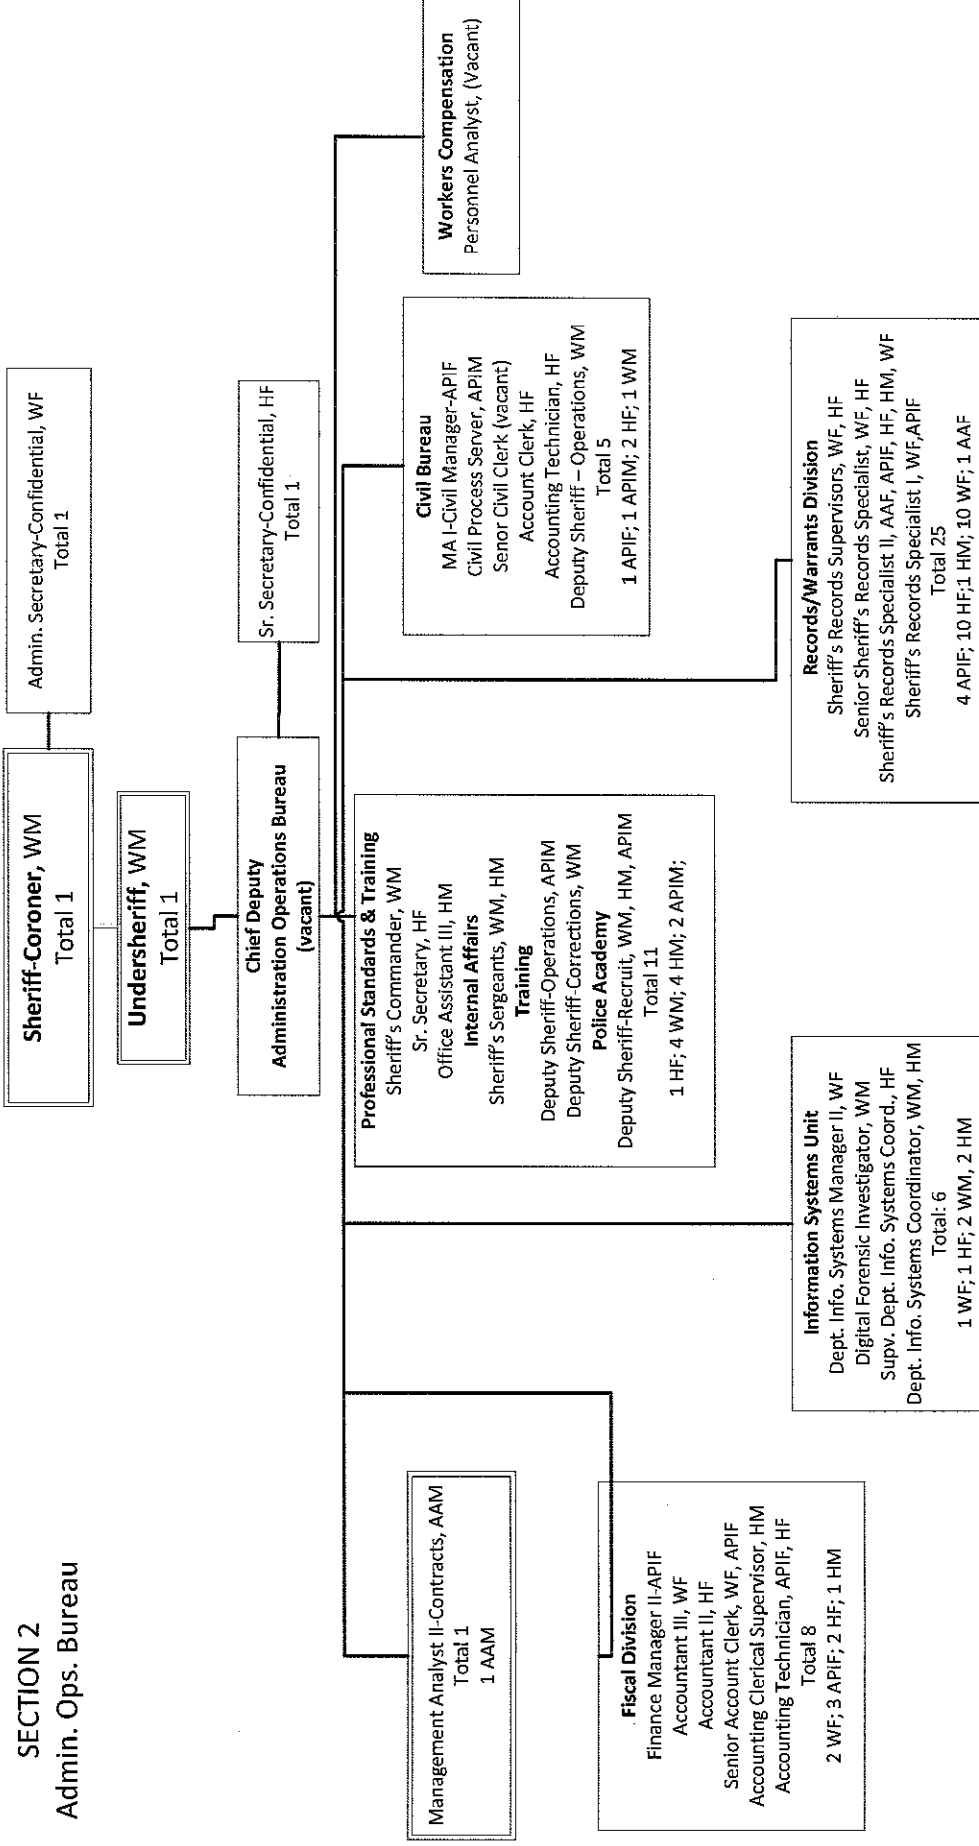 SECTION 2
Admin. Ops. Bureau
Sheriff-Coroner, WM
Total 1
Admin. Secretary-Confidential, WF
Total 1
Undersheriff, WM
Total 1
Chief Deputy
Administration Operations Bureau
(vacant)
Sr. Secretary-Confidential, HF
Total 1
Management Analyst II-Contracts, AAM
Total 1
1 AAM
Fiscal Division
Finance Manager II-APIF
Accountant III, WF
Accountant II, HF
Senior Account Clerk, WF, APIF
Accounting Clerical Supervisor, HM
Accounting Technician, APIF, HF
Total 8
2 WF; 3 APIF; 2 HF; 1 HM
Information Systems Unit
Dept. Info. Systems Manager II, WF
Digital Forensic Investigator, WM
Supv. Dept. Info. Systems Coord., HF
Dept. Info. Systems Coordinator, WM, HM
Total: 6
1 WF; 1 HF; 2 WM, 2 HM
Professional Standards & Training
Sheriff's Commander, WM
Sr. Secretary, HF
Office Assistant III, HM
Internal Affairs
Sheriff's Sergeants, WM, HM
Training
Deputy Sheriff-Operations, APIM
Deputy Sheriff-Corrections, WM
Police Academy
Deputy Sheriff-Recruit, WM, HM, APIM
Total 11
1 HF; 4 WM; 4 HM; 2 APIM;
Records/Warrants Division
Sheriff's Records Supervisors, WF, HF
Senior Sheriff's Records Specialist, WF, HF
Sheriff's Records Specialist II, AAF, APIF, HF, HM, WF
Sheriff's Records Specialist I, WF,APIF
Total 25
4 APIF; 10 HF;1 HM; 10 WF; 1 AAF
Civil Bureau
MA I-Civil Manager-APIF
Civil Process Server, APIM
Senor Civil Clerk (vacant)
Account Clerk, HF
Accounting Technician, HF
Deputy Sheriff – Operations, WM
Total 5
1 APIF; 1 APIM; 2 HF; 1 WM
Workers Compensation
Personnel Analyst, (Vacant)